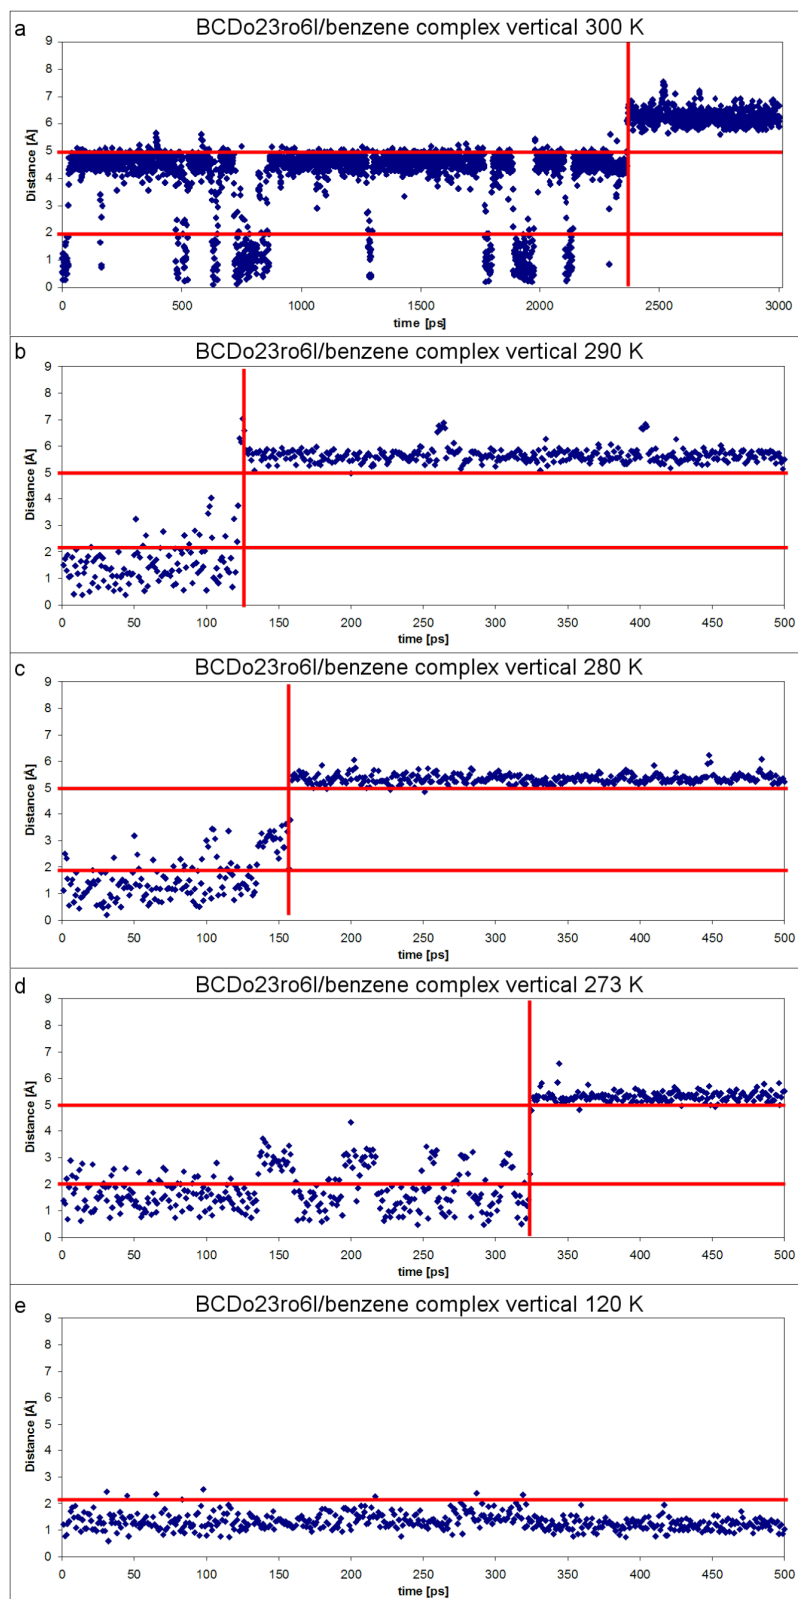 a
BCDo23ro6l/benzene complex vertical 300 K
Distance [Å]
9
8
7
6
5
4
3
2
1
0
0 500 1000 1500 2000 2500 3000
time [ps]
b
BCDo23ro6l/benzene complex vertical 290 K
Distance [Å]
9
8
7
6
5
4
3
2
1
0
0 50 100 150 200 250 300 350 400 450 500
time [ps]
c
BCDo23ro6l/benzene complex vertical 280 K
Distance [Å]
9
8
7
6
5
4
3
2
1
0
0 50 100 150 200 250 300 350 400 450 500
time [ps]
d
BCDo23ro6l/benzene complex vertical 273 K
Distance [Å]
9
8
7
6
5
4
3
2
1
0
0 50 100 150 200 250 300 350 400 450 500
time [ps]
e
BCDo23ro6l/benzene complex vertical 120 K
Distance [Å]
9
8
7
6
5
4
3
2
1
0
0 50 100 150 200 250 300 350 400 450 500
time [ps]